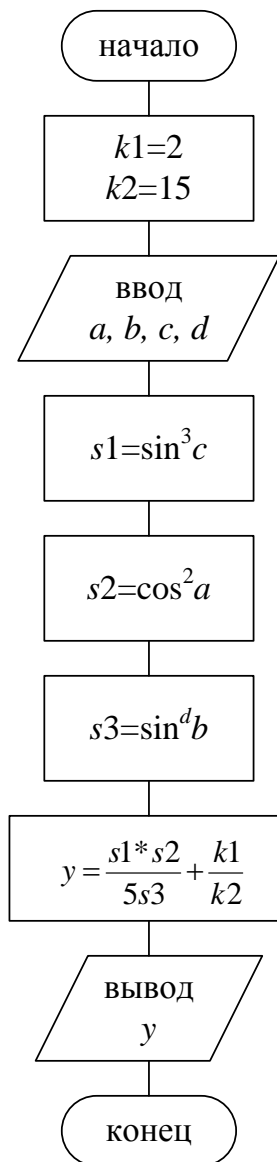 начало
k1=2
k2=15
ввод
a, b, c, d
s1=sin³c
s2=cos²a
s3=sinᵈb
y = s1*s2/5s3 + k1/k2
вывод
y
конец